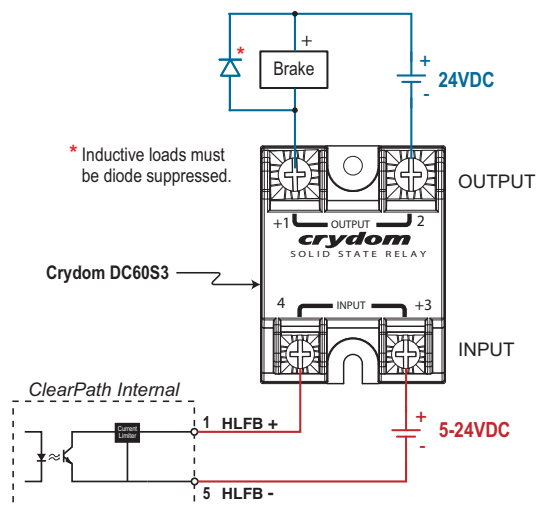 +
* Brake
+
24VDC
-
* Inductive loads must
be diode suppressed.
OUTPUT
+1 OUTPUT 2
crydom
SOLID STATE RELAY
Crydom DC60S3
4 INPUT +3
INPUT
ClearPath Internal
Current
Limiter
1 HLFB +
+
5-24VDC
-
5 HLFB -